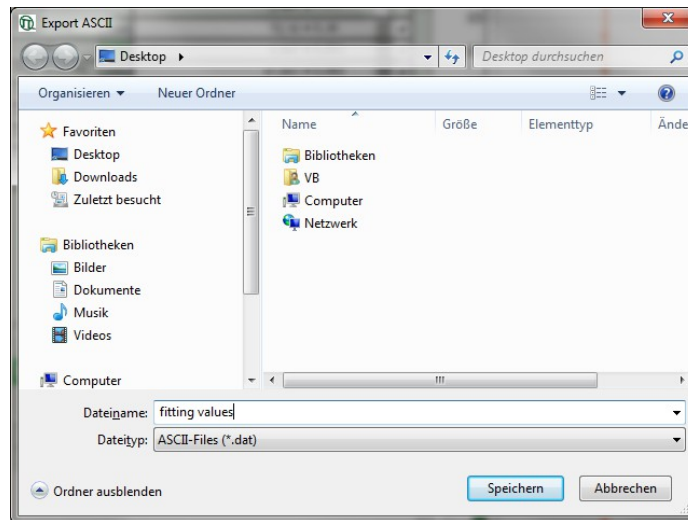 Export ASCII
Desktop
Desktop durchsuchen
Organisieren
Neuer Ordner
Favoriten
Desktop
Downloads
Zuletzt besucht
Bibliotheken
Bilder
Dokumente
Musik
Videos
Computer
Name
Größe
Elementtyp
Ände
Bibliotheken
VB
Computer
Netzwerk
Dateiname: fitting values
Dateityp: ASCII-Files (*.dat)
Ordner ausblenden
Speichern
Abbrechen